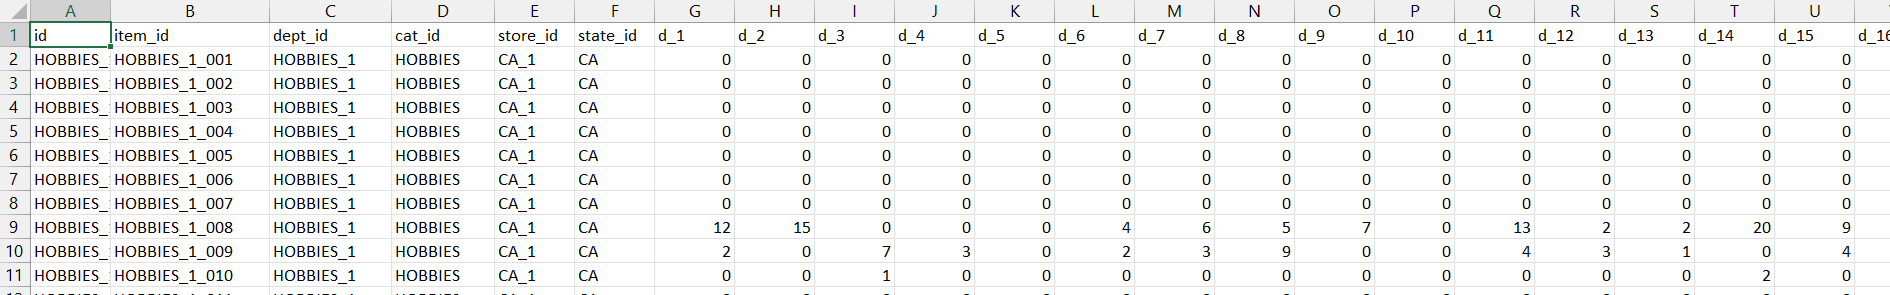 A B C D E F G H I J K L M N O P Q R S T U
1 id item_id dept_id cat_id store_id state_id d_1 d_2 d_3 d_4 d_5 d_6 d_7 d_8 d_9 d_10 d_11 d_12 d_13 d_14 d_15 d_16
2 HOBBIES_ HOBBIES_1_001 HOBBIES_1 HOBBIES CA_1 CA 0 0 0 0 0 0 0 0 0 0 0 0 0 0 0
3 HOBBIES_ HOBBIES_1_002 HOBBIES_1 HOBBIES CA_1 CA 0 0 0 0 0 0 0 0 0 0 0 0 0 0 0
4 HOBBIES_ HOBBIES_1_003 HOBBIES_1 HOBBIES CA_1 CA 0 0 0 0 0 0 0 0 0 0 0 0 0 0 0
5 HOBBIES_ HOBBIES_1_004 HOBBIES_1 HOBBIES CA_1 CA 0 0 0 0 0 0 0 0 0 0 0 0 0 0 0
6 HOBBIES_ HOBBIES_1_005 HOBBIES_1 HOBBIES CA_1 CA 0 0 0 0 0 0 0 0 0 0 0 0 0 0 0
7 HOBBIES_ HOBBIES_1_006 HOBBIES_1 HOBBIES CA_1 CA 0 0 0 0 0 0 0 0 0 0 0 0 0 0 0
8 HOBBIES_ HOBBIES_1_007 HOBBIES_1 HOBBIES CA_1 CA 0 0 0 0 0 0 0 0 0 0 0 0 0 0 0
9 HOBBIES_ HOBBIES_1_008 HOBBIES_1 HOBBIES CA_1 CA 12 15 0 0 0 4 6 5 7 0 13 2 2 20 9
10 HOBBIES_ HOBBIES_1_009 HOBBIES_1 HOBBIES CA_1 CA 2 0 7 3 0 2 3 9 0 0 4 3 1 0 4
11 HOBBIES_ HOBBIES_1_010 HOBBIES_1 HOBBIES CA_1 CA 0 0 1 0 0 0 0 0 0 0 0 0 0 2 0